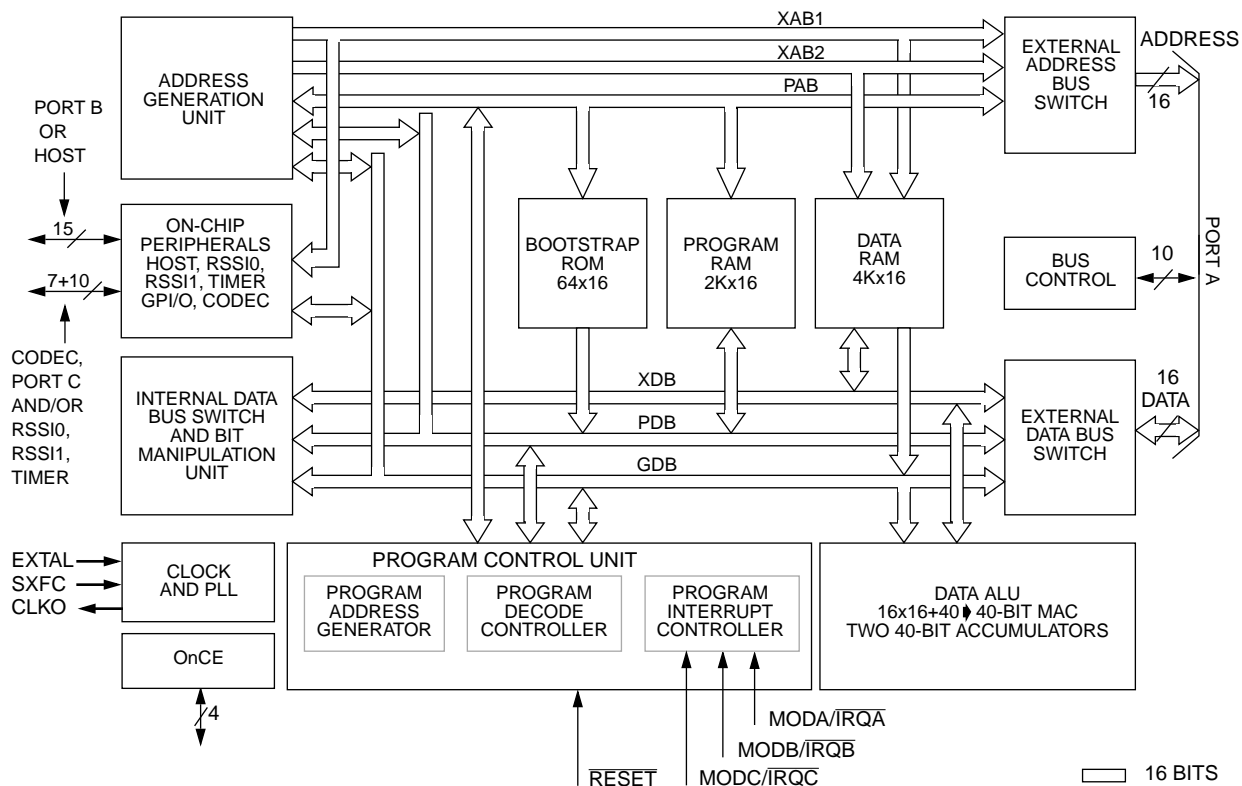 XAB1
XAB2
PAB
ADDRESS
GENERATION
UNIT
EXTERNAL
ADDRESS
BUS
SWITCH
ADDRESS
16
PORT B
OR
HOST
15
7+10
ON-CHIP
PERIPHERALS
HOST, RSSI0,
RSSI1, TIMER
GPI/O, CODEC
BOOTSTRAP
ROM
64x16
PROGRAM
RAM
2Kx16
DATA
RAM
4Kx16
BUS
CONTROL
10
PORT A
CODEC,
PORT C
AND/OR
RSSI0,
RSSI1,
TIMER
INTERNAL DATA
BUS SWITCH
AND BIT
MANIPULATION
UNIT
XDB
PDB
GDB
EXTERNAL
DATA BUS
SWITCH
16
DATA
EXTAL
SXFC
CLKO
CLOCK
AND PLL
OnCE
4
PROGRAM CONTROL UNIT
PROGRAM
ADDRESS
GENERATOR
PROGRAM
DECODE
CONTROLLER
PROGRAM
INTERRUPT
CONTROLLER
DATA ALU
16x16+40 ➧ 40-BIT MAC
TWO 40-BIT ACCUMULATORS
MODA/IRQA
MODB/IRQB
MODC/IRQC
RESET
16 BITS